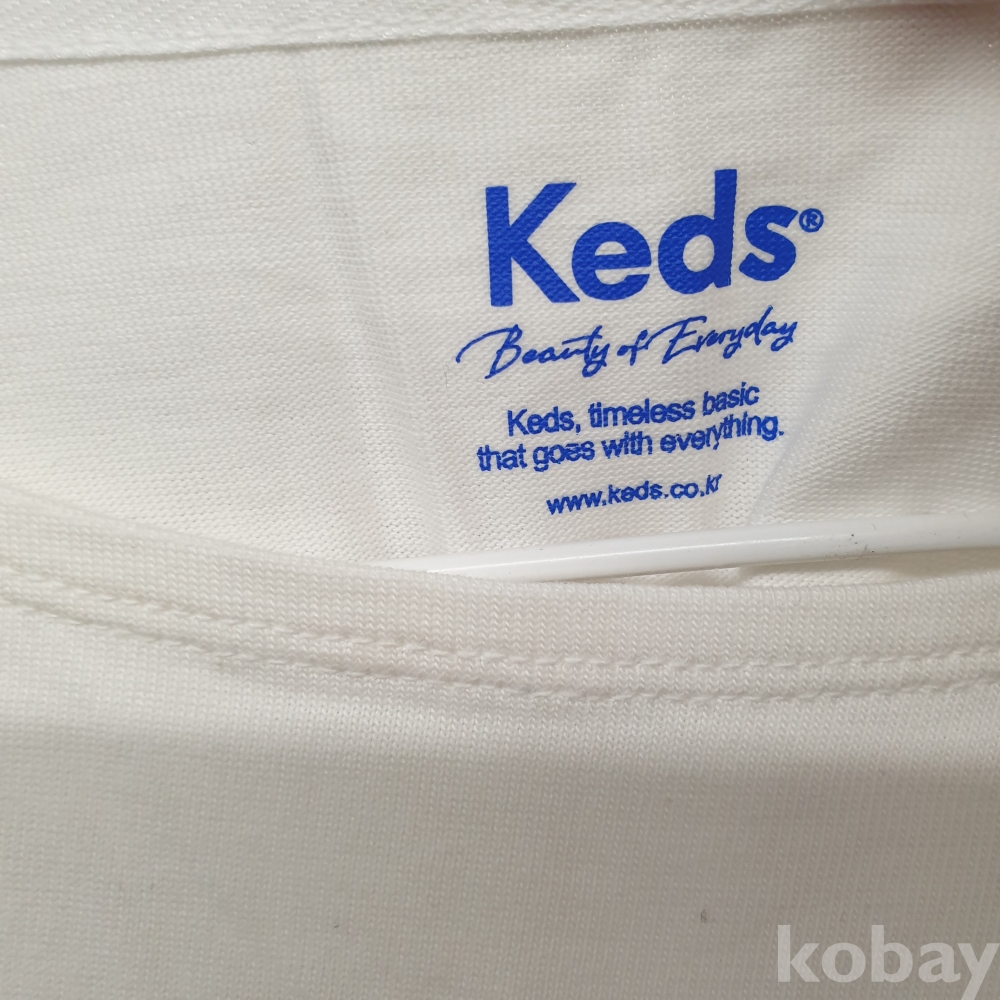 Keds®
Beauty of Everyday
Keds, timeless basic
that goes with everything.
www.keds.co.kr
kobay